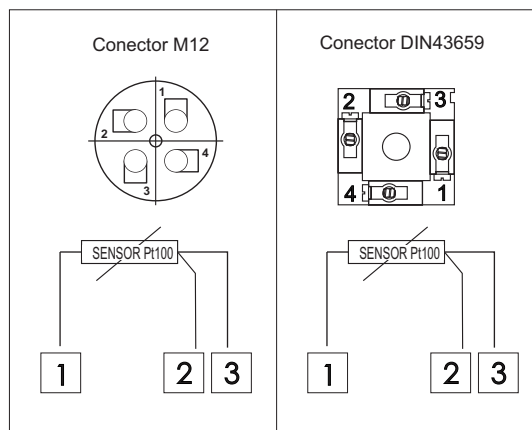 Conector M12
1
2
4
3
SENSOR Pt100
1 2 3
Conector DIN43659
2 3
4 1
SENSOR Pt100
1 2 3